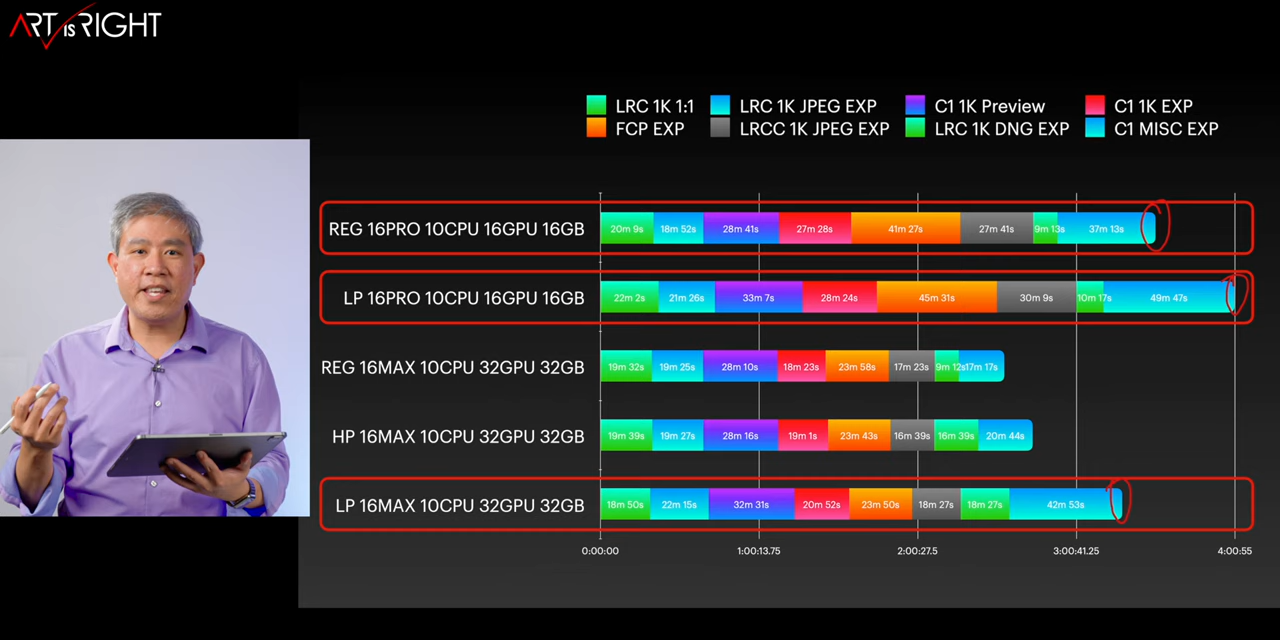 ART IS RIGHT
LRC 1K 1:1 LRC 1K JPEG EXP C1 1K Preview C1 1K EXP
FCP EXP LRCC 1K JPEG EXP LRC 1K DNG EXP C1 MISC EXP
REG 16PRO 10CPU 16GPU 16GB 20m 9s 18m 52s 28m 41s 27m 28s 41m 27s 27m 41s 9m 13s 37m 13s
LP 16PRO 10CPU 16GPU 16GB 22m 2s 21m 26s 33m 7s 28m 24s 45m 31s 30m 9s 10m 17s 49m 47s
REG 16MAX 10CPU 32GPU 32GB 19m 32s 19m 25s 28m 10s 18m 23s 23m 58s 17m 23s 9m 12s 17m 17s
HP 16MAX 10CPU 32GPU 32GB 19m 39s 19m 27s 28m 16s 19m 1s 23m 43s 16m 39s 16m 39s 20m 44s
LP 16MAX 10CPU 32GPU 32GB 18m 50s 22m 15s 32m 31s 20m 52s 23m 50s 18m 27s 18m 27s 42m 53s
0:00:00 1:00:13.75 2:00:27.5 3:00:41.25 4:00:55